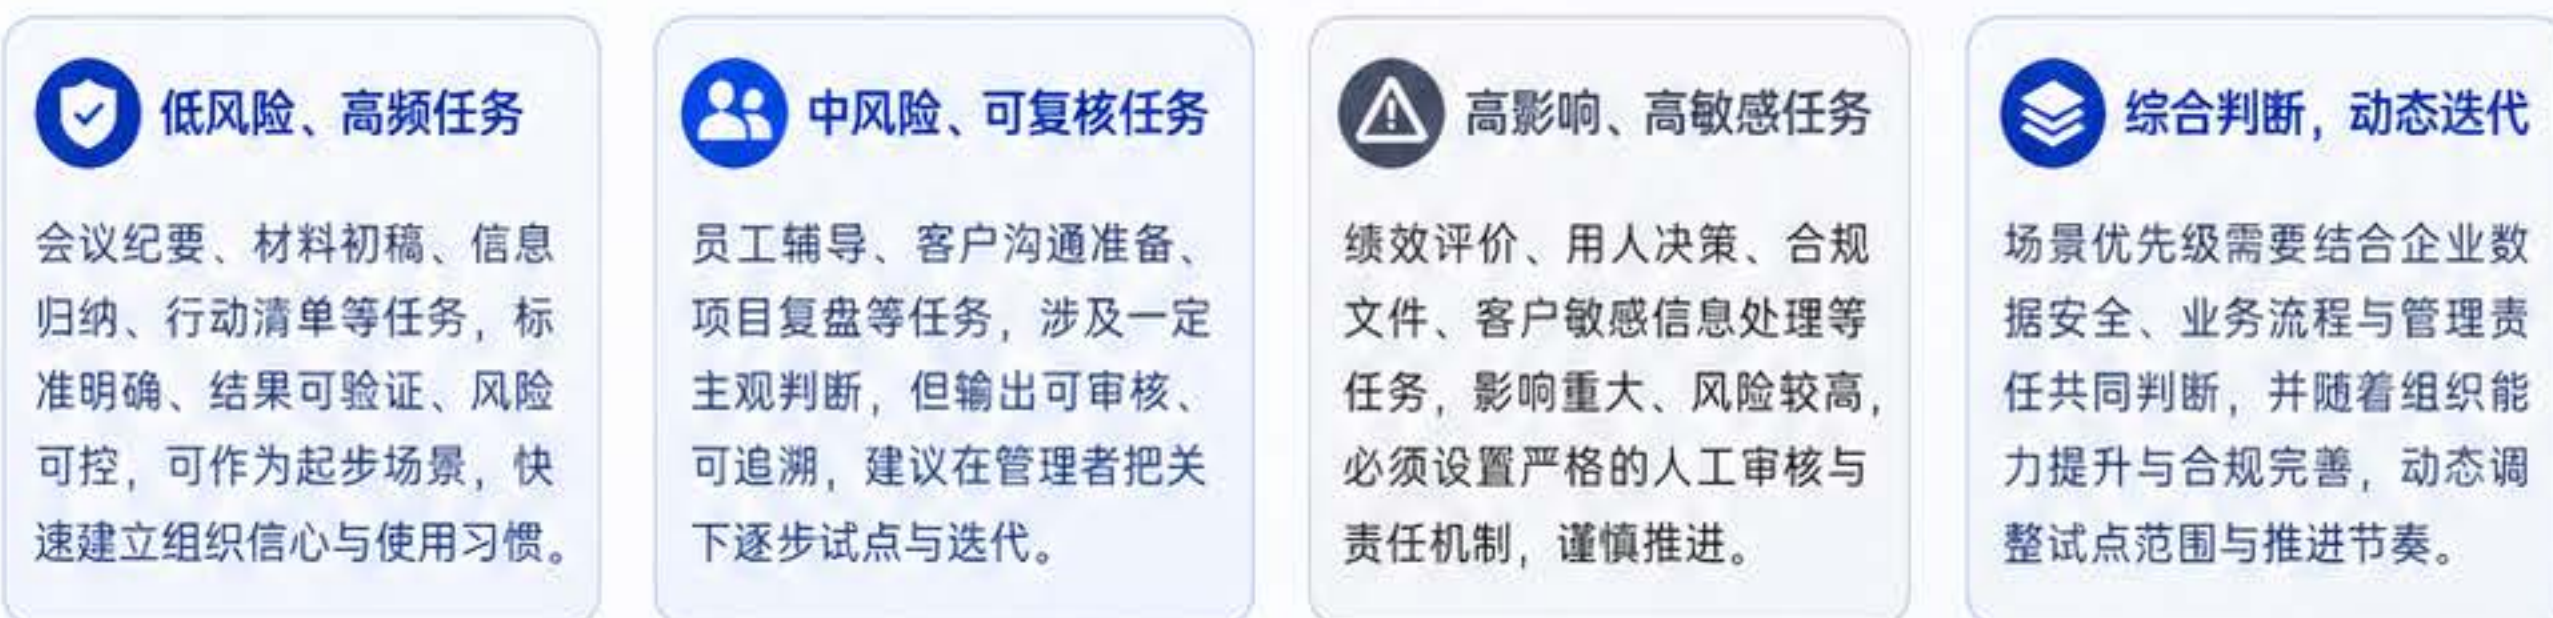 低风险、高频任务
会议纪要、材料初稿、信息
归纳、行动清单等任务，标
准明确、结果可验证、风险
可控，可作为起步场景，快
速建立组织信心与使用习惯。
中风险、可复核任务
员工辅导、客户沟通准备、
项目复盘等任务，涉及一定
主观判断，但输出可审核、
可追溯，建议在管理者把关
下逐步试点与迭代。
高影响、高敏感任务
绩效评价、用人决策、合规
文件、客户敏感信息处理等
任务，影响重大、风险较高，
必须设置严格的人工审核与
责任机制，谨慎推进。
综合判断，动态迭代
场景优先级需要结合企业数
据安全、业务流程与管理责
任共同判断，并随着组织能
力提升与合规完善，动态调
整试点范围与推进节奏。